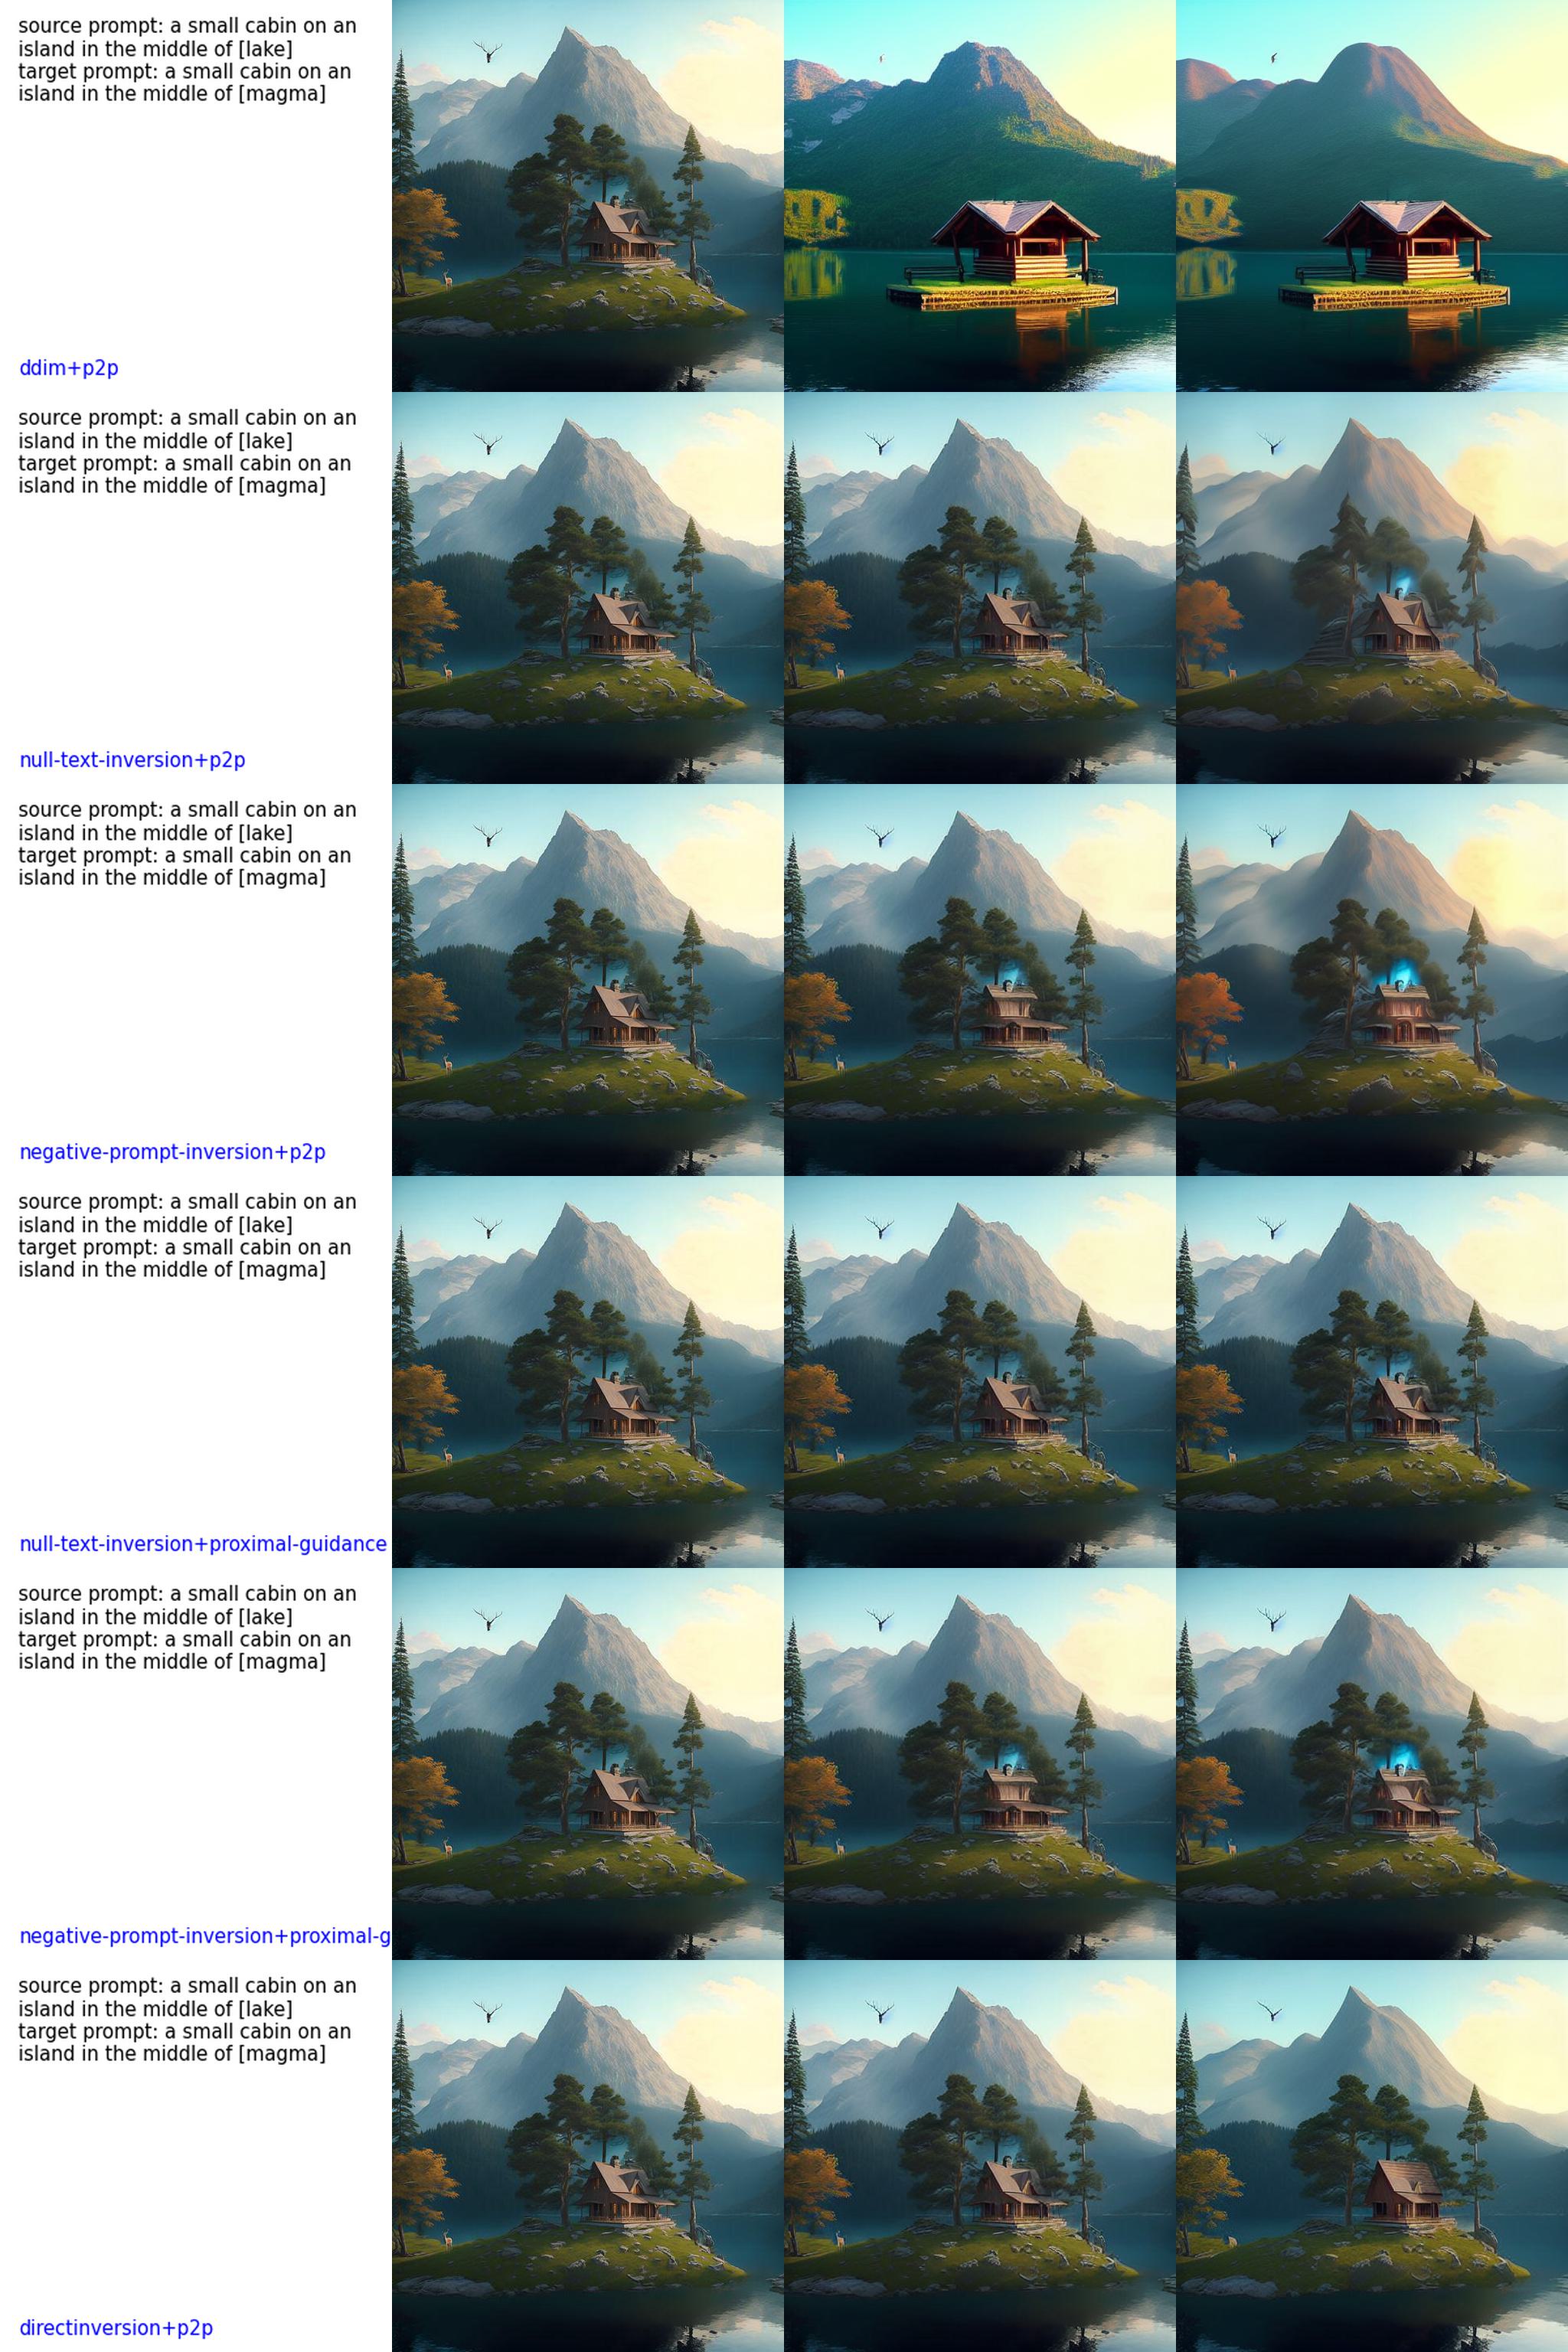 source prompt: a small cabin on an
island in the middle of [lake]
target prompt: a small cabin on an
island in the middle of [magma]
ddim+p2p
source prompt: a small cabin on an
island in the middle of [lake]
target prompt: a small cabin on an
island in the middle of [magma]
null-text-inversion+p2p
source prompt: a small cabin on an
island in the middle of [lake]
target prompt: a small cabin on an
island in the middle of [magma]
negative-prompt-inversion+p2p
source prompt: a small cabin on an
island in the middle of [lake]
target prompt: a small cabin on an
island in the middle of [magma]
null-text-inversion+proximal-guidance
source prompt: a small cabin on an
island in the middle of [lake]
target prompt: a small cabin on an
island in the middle of [magma]
negative-prompt-inversion+proximal-g
source prompt: a small cabin on an
island in the middle of [lake]
target prompt: a small cabin on an
island in the middle of [magma]
directinversion+p2p